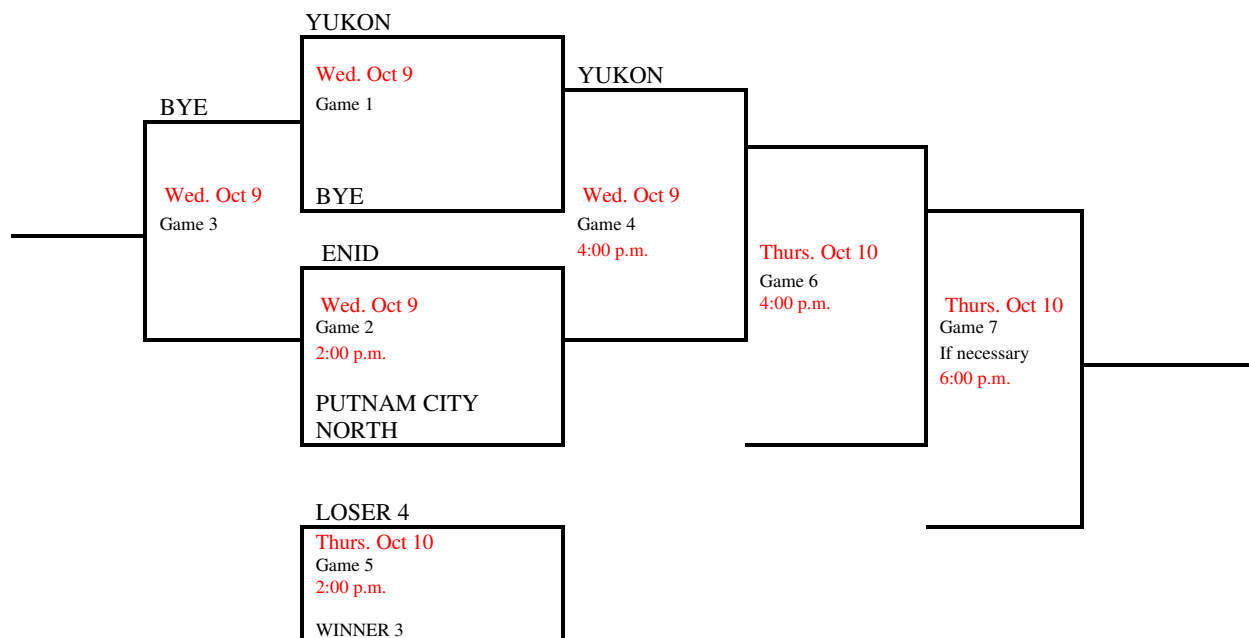 YUKON
Wed. Oct 9
Game 1
BYE
YUKON
BYE
Wed. Oct 9
Game 3
Wed. Oct 9
Game 4
4:00 p.m.
ENID
Wed. Oct 9
Game 2
2:00 p.m.
PUTNAM CITY
NORTH
Thurs. Oct 10
Game 6
4:00 p.m.
Thurs. Oct 10
Game 7
If necessary
6:00 p.m.
LOSER 4
Thurs. Oct 10
Game 5
2:00 p.m.
WINNER 3